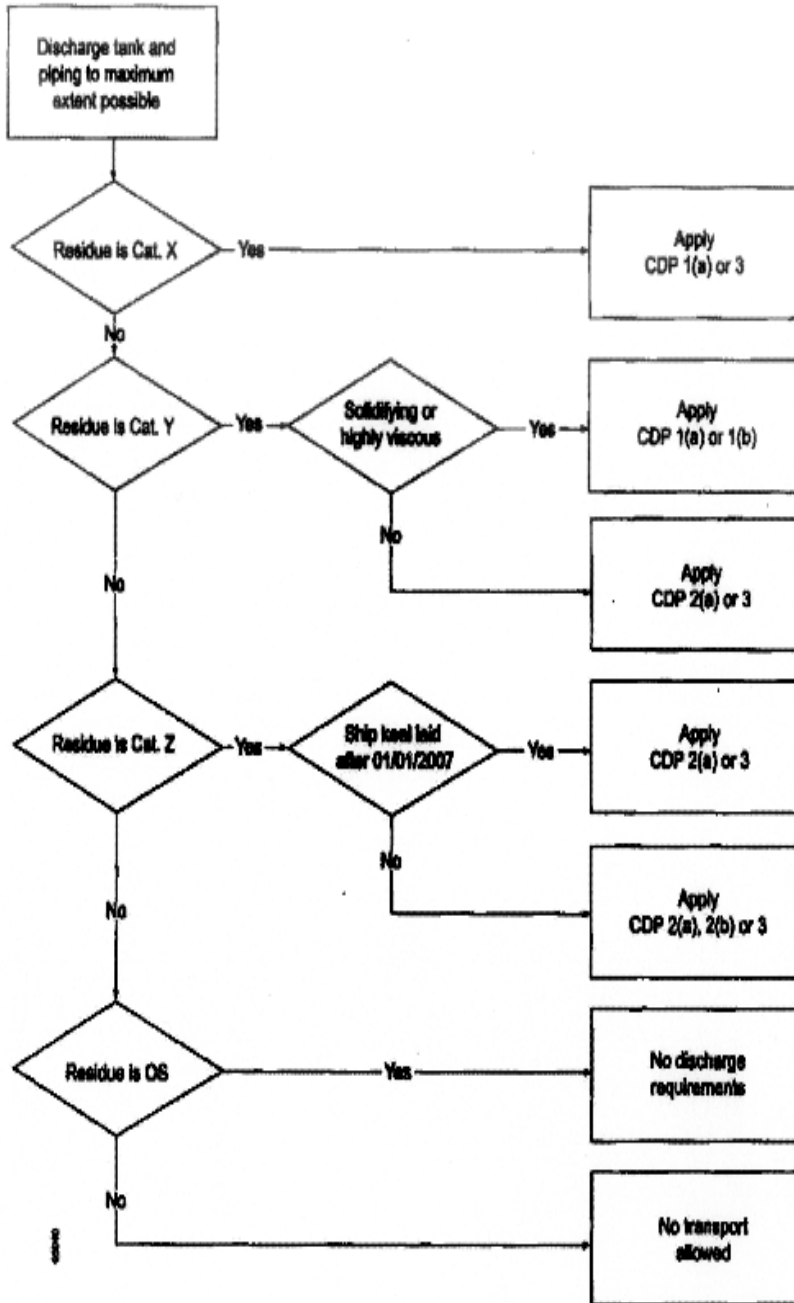 Discharge tank and
piping to maximum
extent possible
Residue is Cat. X
Yes
Apply
CDP 1(a) or 3
No
Residue is Cat. Y
Yes
Solidifying or
highly viscous
Yes
Apply
CDP 1(a) or 1(b)
No
No
Apply
CDP 2(a) or 3
Residue is Cat. Z
Yes
Ship keel laid
after 01/01/2007
Yes
Apply
CDP 2(a) or 3
No
No
Apply
CDP 2(a), 2(b) or 3
Residue is OS
Yes
No discharge
requirements
No
No transport
allowed